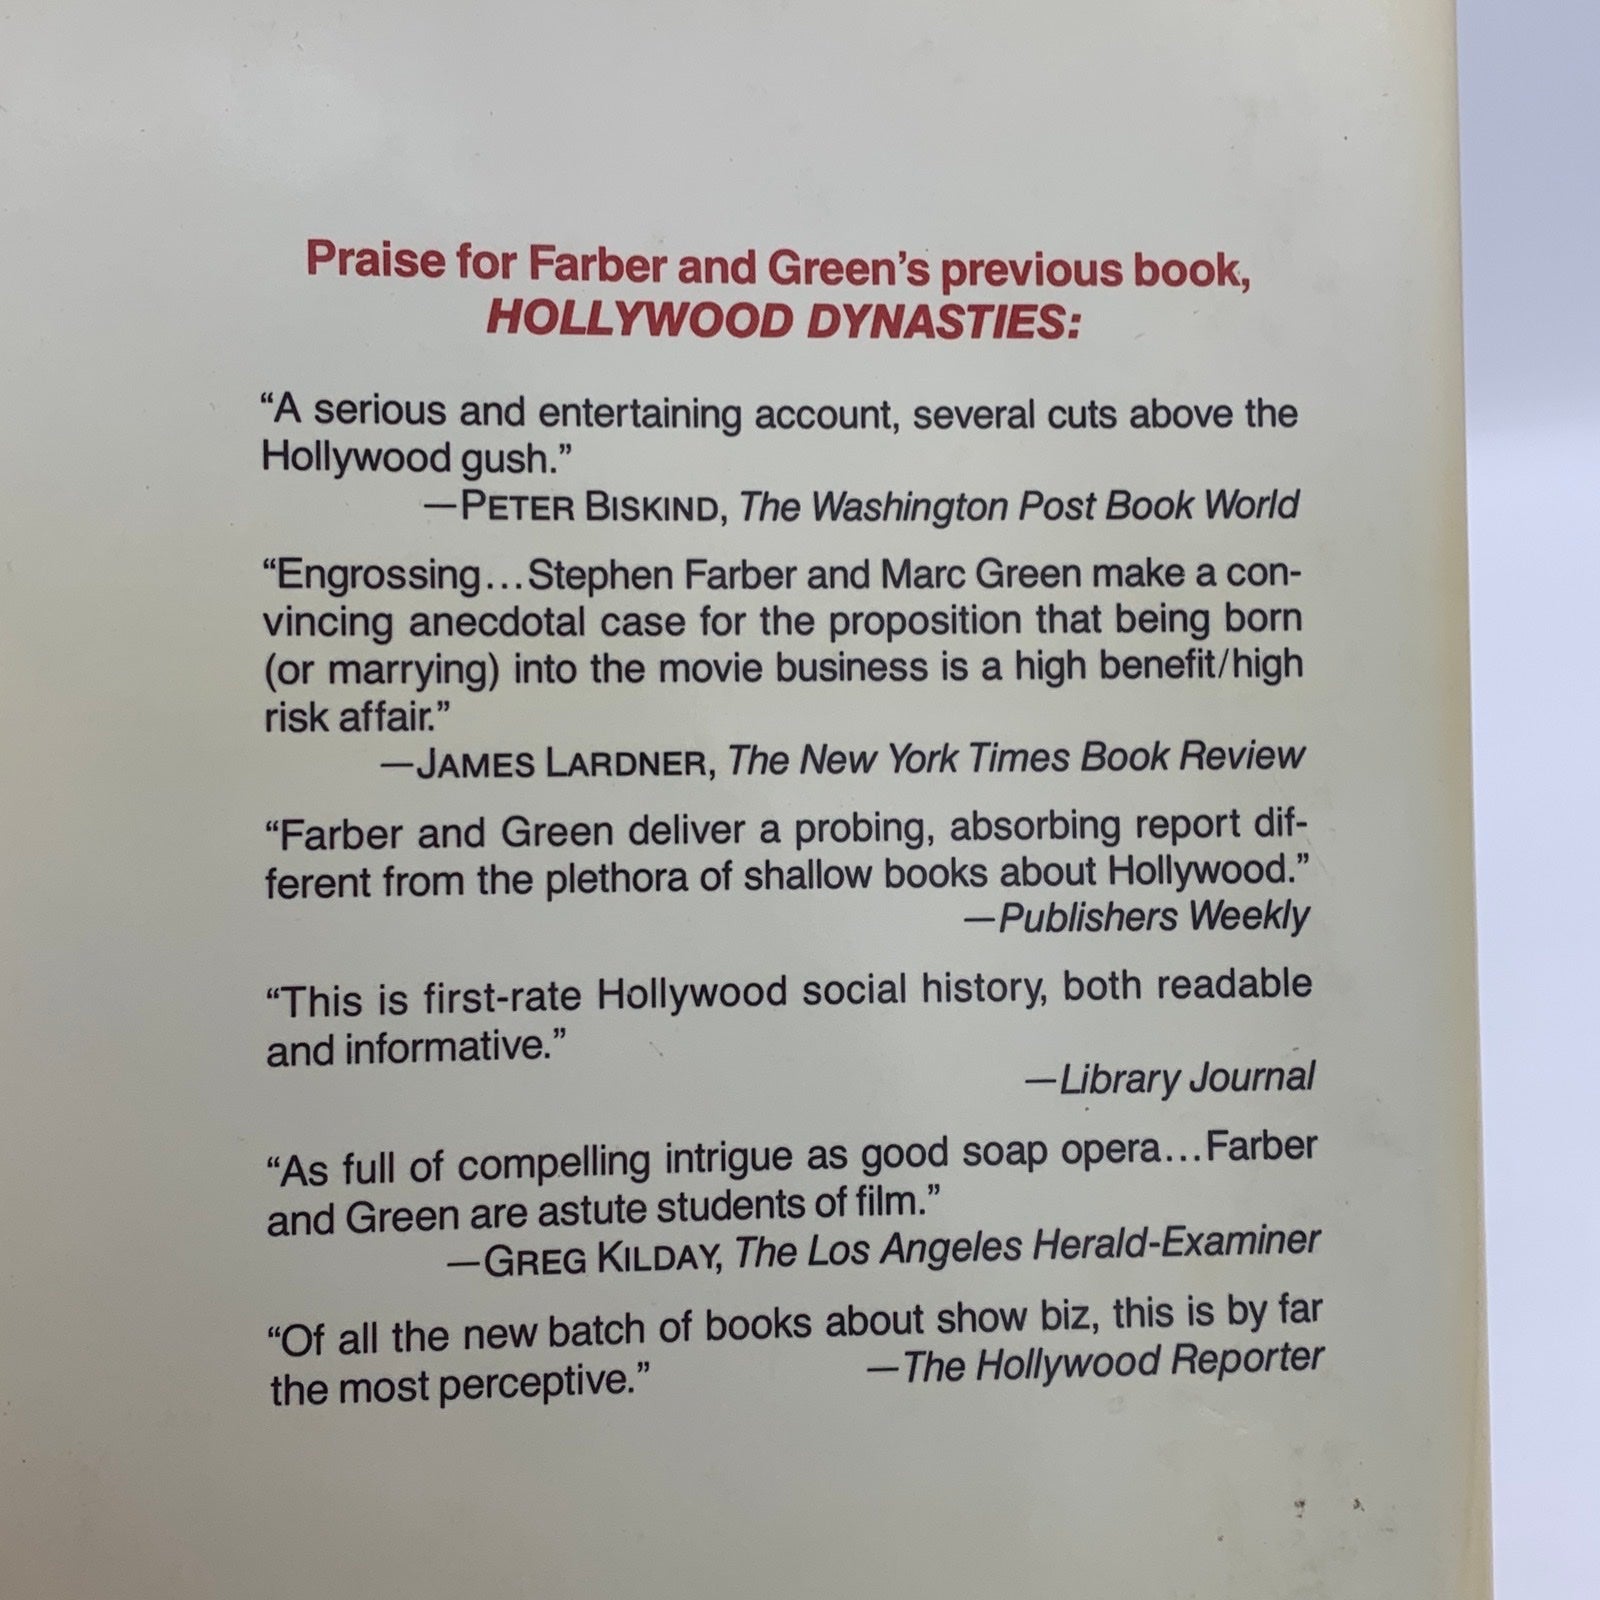 Praise for Farber and Green's previous book,
HOLLYWOOD DYNASTIES:
“A serious and entertaining account, several cuts above the
Hollywood gush.”
—PETER BISKIND, The Washington Post Book World
“Engrossing...Stephen Farber and Marc Green make a con-
vincing anecdotal case for the proposition that being born
(or marrying) into the movie business is a high benefit/high
risk affair.”
—JAMES LARDNER, The New York Times Book Review
“Farber and Green deliver a probing, absorbing report dif-
ferent from the plethora of shallow books about Hollywood.”
—Publishers Weekly
“This is first-rate Hollywood social history, both readable
and informative.”
—Library Journal
“As full of compelling intrigue as good soap opera...Farber
and Green are astute students of film.”
—GREG KILDAY, The Los Angeles Herald-Examiner
“Of all the new batch of books about show biz, this is by far
the most perceptive.” —The Hollywood Reporter